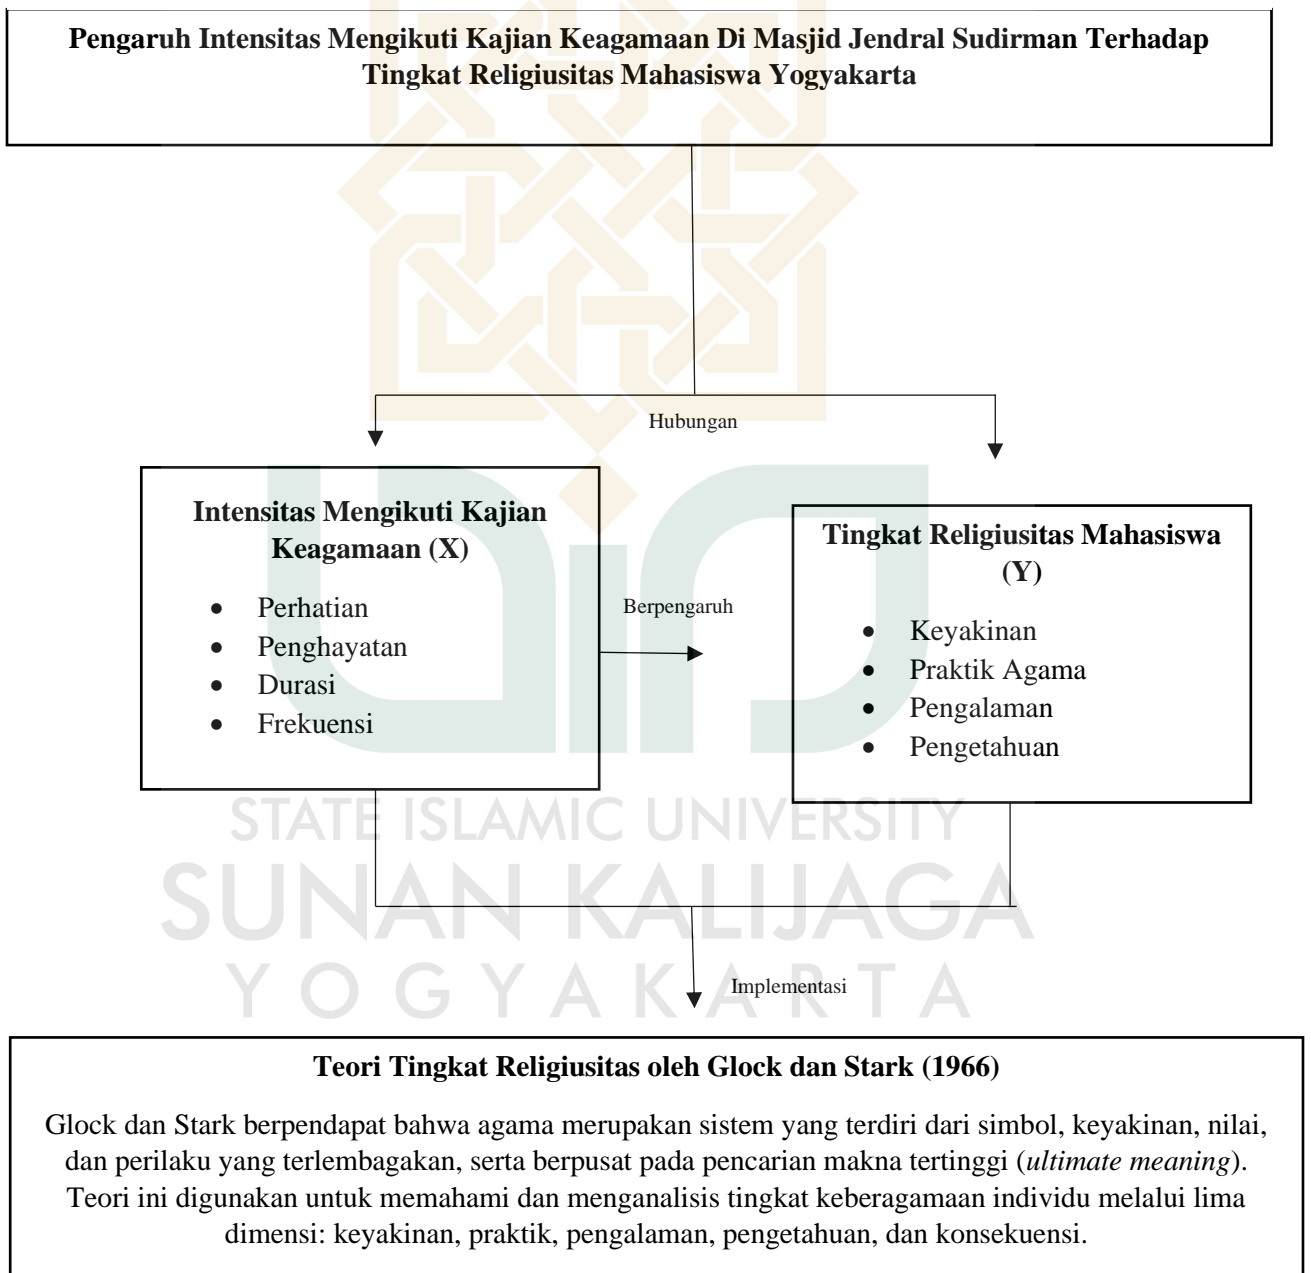 Pengaruh Intensitas Mengikuti Kajian Keagamaan Di Masjid Jendral Sudirman Terhadap
Tingkat Religiusitas Mahasiswa Yogyakarta
Hubungan
Intensitas Mengikuti Kajian
Keagamaan (X)
• Perhatian
• Penghayatan
• Durasi
• Frekuensi
Berpengaruh
Tingkat Religiusitas Mahasiswa
(Y)
• Keyakinan
• Praktik Agama
• Pengalaman
• Pengetahuan
STATE ISLAMIC UNIVERSITY
SUNAN KALIJAGA
YOGYAKARTA
Implementasi
Teori Tingkat Religiusitas oleh Glock dan Stark (1966)
Glock dan Stark berpendapat bahwa agama merupakan sistem yang terdiri dari simbol, keyakinan, nilai,
dan perilaku yang terlembagakan, serta berpusat pada pencarian makna tertinggi (ultimate meaning).
Teori ini digunakan untuk memahami dan menganalisis tingkat keberagamaan individu melalui lima
dimensi: keyakinan, praktik, pengalaman, pengetahuan, dan konsekuensi.